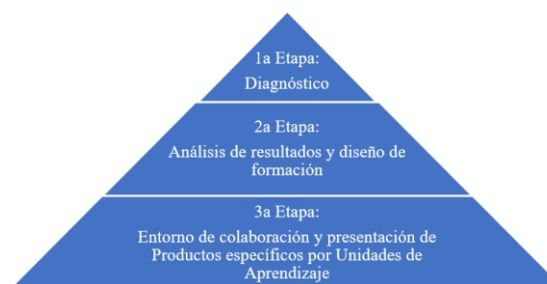 1a Etapa:
Diagnóstico
2a Etapa:
Análisis de resultados y diseño de
formación
3a Etapa:
Entorno de colaboración y presentación de
Productos específicos por Unidades de
Aprendizaje